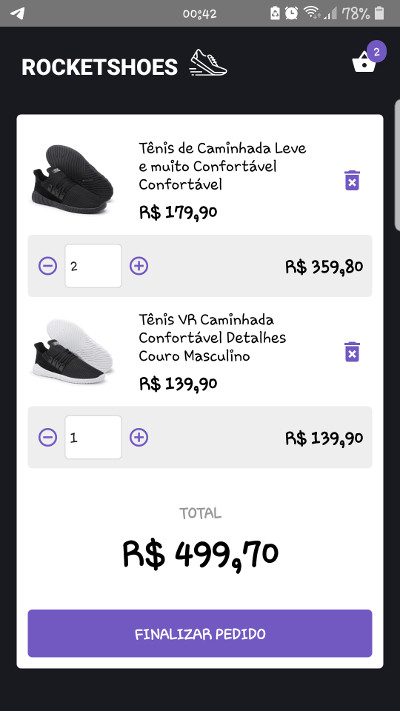 00:42
78%
ROCKETSHOES
2
Tênis de Caminhada Leve
e muito Confortável
Confortável
R$ 179,90
2
R$ 359,80
Tênis VR Caminhada
Confortável Detalhes
Couro Masculino
R$ 139,90
1
R$ 139,90
TOTAL
R$ 499,70
FINALIZAR PEDIDO